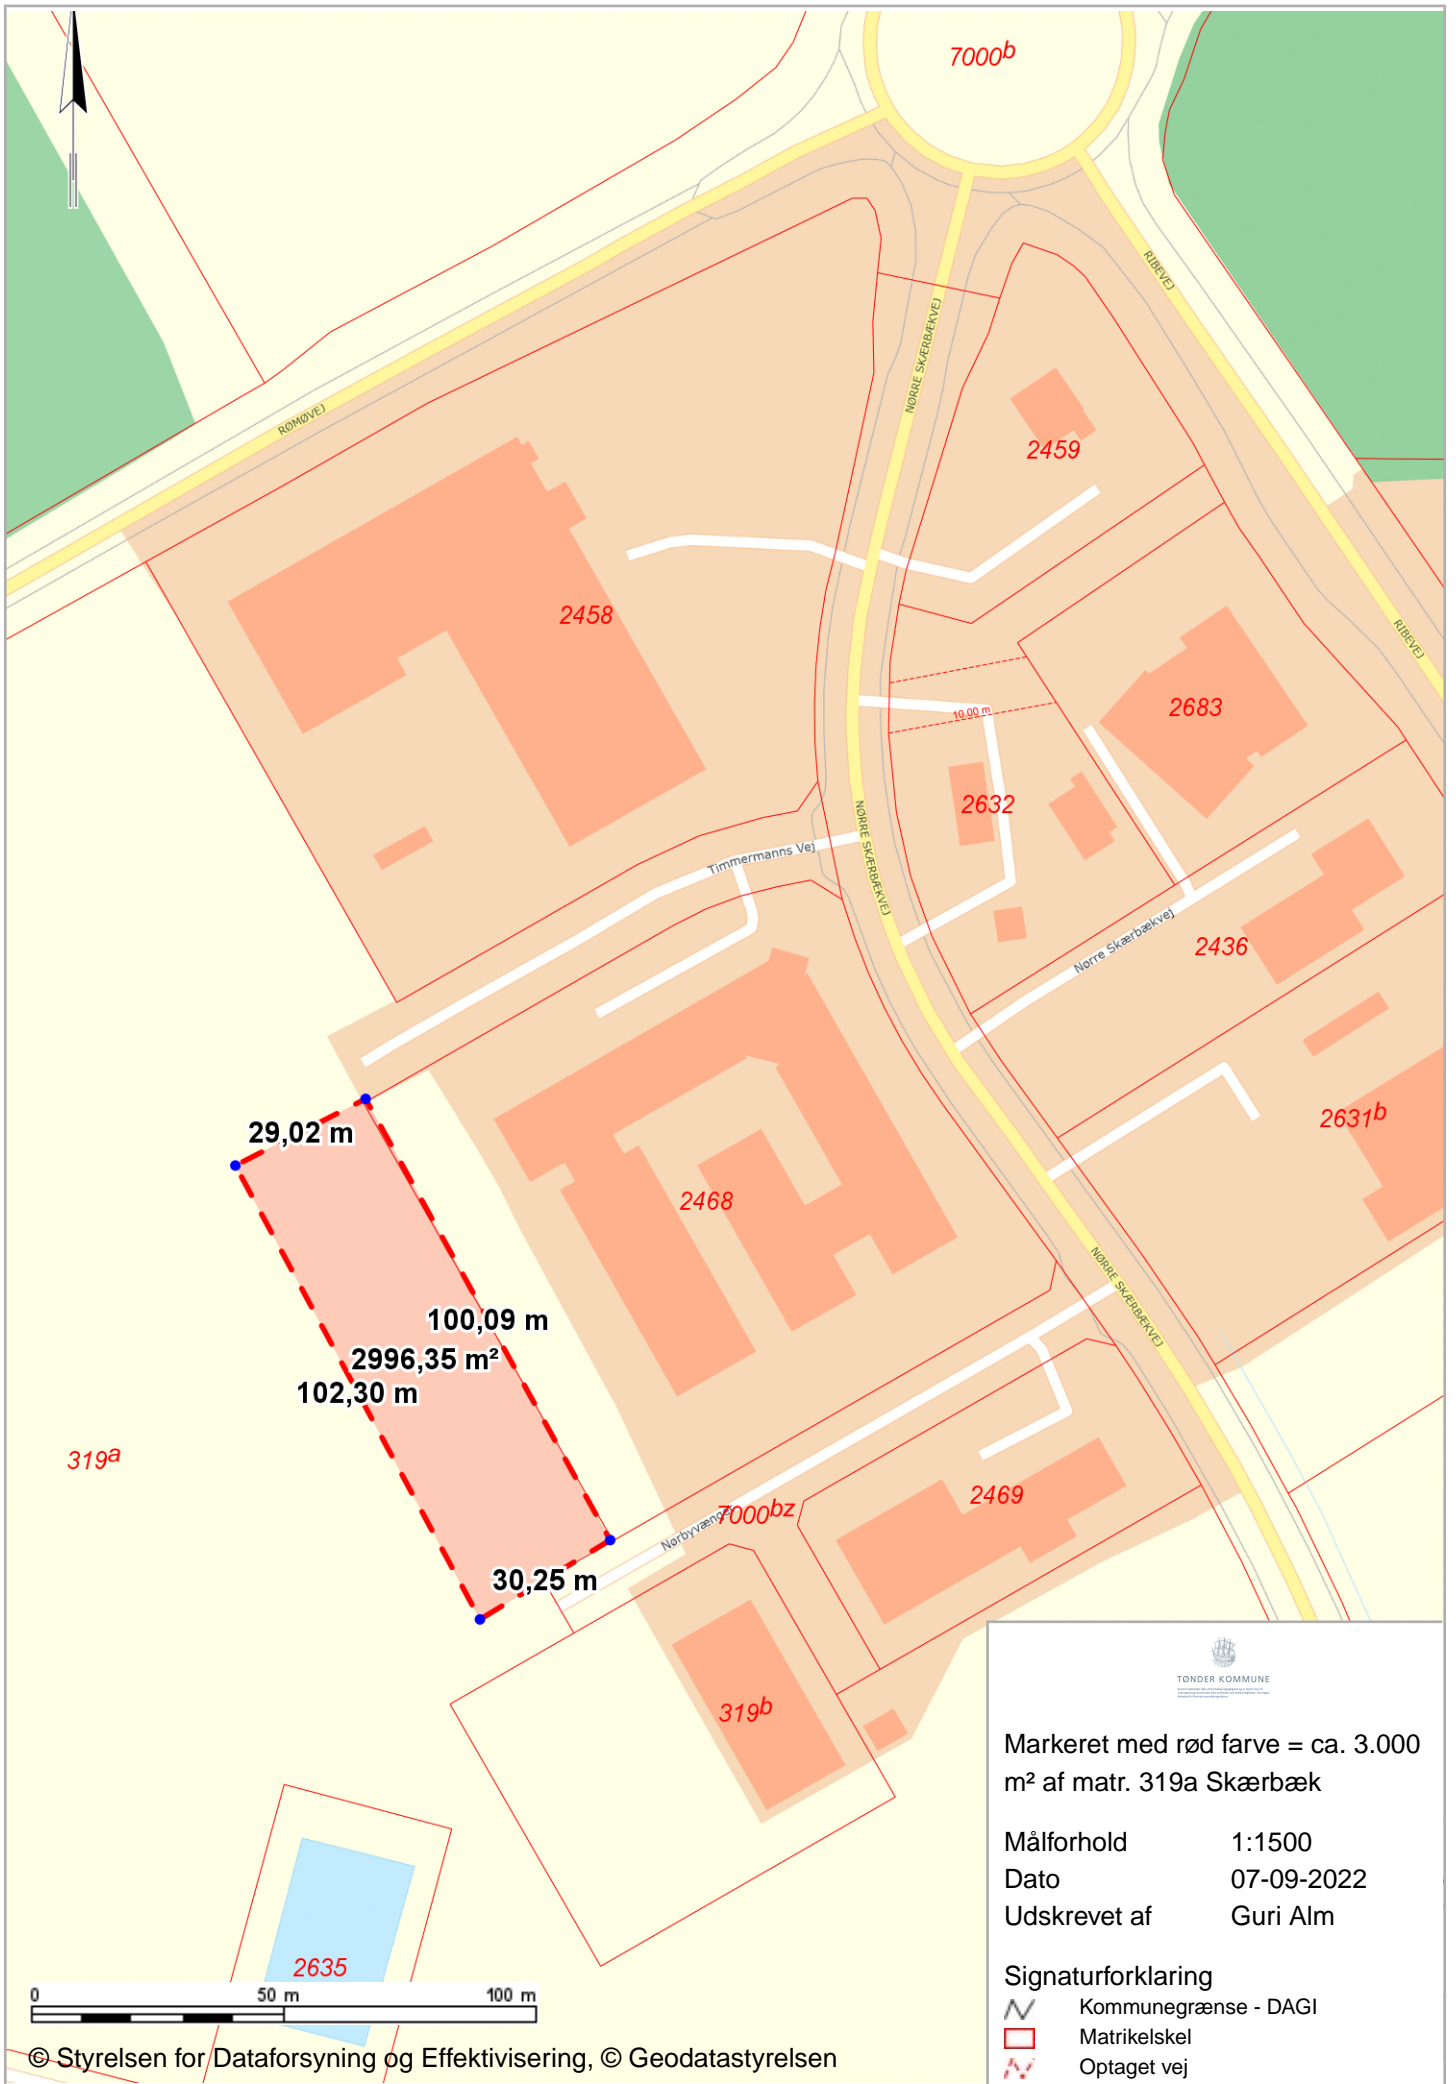 7000b
RIBEVEJ
NØRRE SKÆRBÆKVEJ
RØMØVEJ
2459
2458
RIBEVEJ
2683
10.00 m
2632
NØRRE SKÆRBÆKVEJ
Timmermanns Vej
Nørre Skærbækvej
2436
2631b
29,02 m
2468
NØRRE SKÆRBÆKVEJ
100,09 m
2996,35 m²
102,30 m
319a
2469
7000bz
Nørbyvænget
30,25 m
319b
TØNDER KOMMUNE
Markeret med rød farve = ca. 3.000
m² af matr. 319a Skærbæk
Målforhold 1:1500
Dato 07-09-2022
Udskrevet af Guri Alm
Signaturforklaring
Kommunegrænse - DAGI
Matrikelskel
Optaget vej
2635
0 50 m 100 m
© Styrelsen for Dataforsyning og Effektivisering, © Geodatastyrelsen